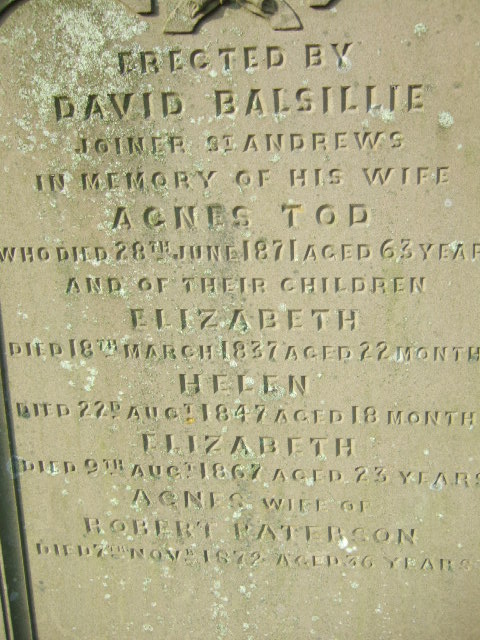 ERECTED BY
DAVID BALSILLIE
JOINER ST ANDREWS
IN MEMORY OF HIS WIFE
AGNES TOD
WHO DIED 28TH JUNE 1871 AGED 63 YEAR
AND OF THEIR CHILDREN
ELIZABETH
DIED 18TH MARCH 1837 AGED 22 MONTH
HELEN
DIED 22D AUGT 1847 AGED 18 MONTH
ELIZABETH
DIED 9TH AUGT 1867 AGED 23 YEARS
AGNES WIFE OF
ROBERT PATERSON
DIED 7TH NOVR 1872 AGED 36 YEARS